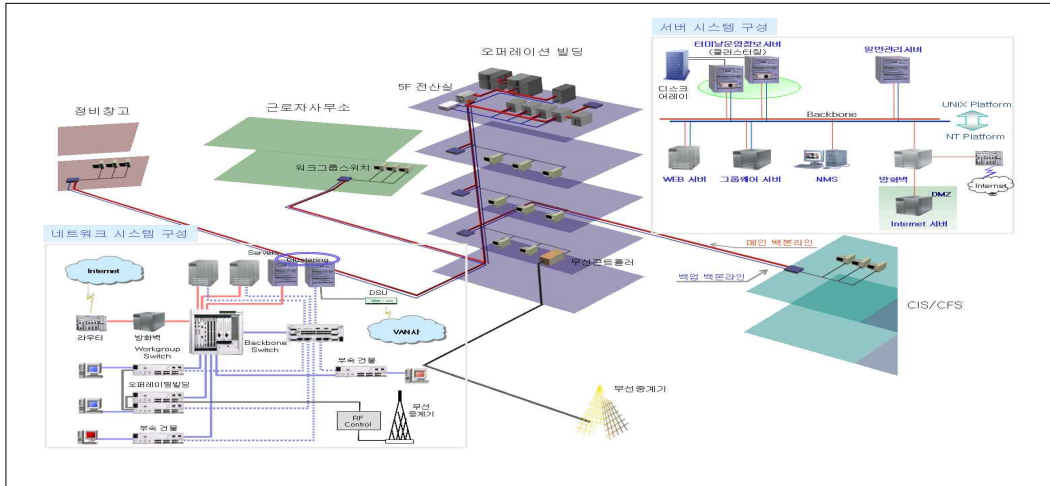 서버 시스템 구성
터미널운영정보서버
(클러스터링)
일반관리서버
디스크
어레이
UNIX Platform
Backbone
NT Platform
WEB 서버
그룹웨어 서버
NMS
방화벽
Internet
DMZ
Internet 서버
오퍼레이션 빌딩
5F 전산실
근로자사무소
정비창고
워크그룹스위치
무선콘트롤러
메인 백본라인
백업 백본라인
CIS/CFS
무선중계기
네트워크 시스템 구성
Internet
Servers
Clustering
DSU
VAN사
라우터
방화벽
Workgroup
Switch
Backbone
Switch
부속 건물
오퍼레이팅빌딩
무선
중계기
RF
Control
부속 건물